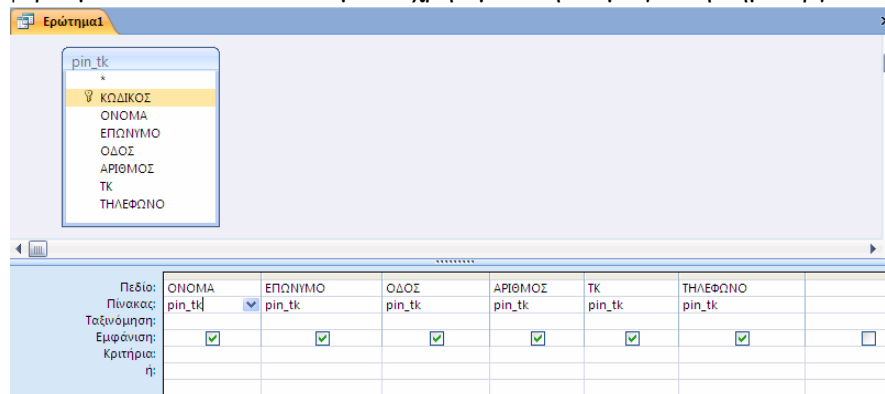 Ερώτημα1
pin_tk
*
ΚΩΔΙΚΟΣ
ΟΝΟΜΑ
ΕΠΩΝΥΜΟ
ΟΔΟΣ
ΑΡΙΘΜΟΣ
ΤΚ
ΤΗΛΕΦΩΝΟ
Πεδίο: ΟΝΟΜΑ ΕΠΩΝΥΜΟ ΟΔΟΣ ΑΡΙΘΜΟΣ ΤΚ ΤΗΛΕΦΩΝΟ
Πίνακας: pin_tk pin_tk pin_tk pin_tk pin_tk pin_tk
Ταξινόμηση:
Εμφάνιση:
Κριτήρια:
ή: